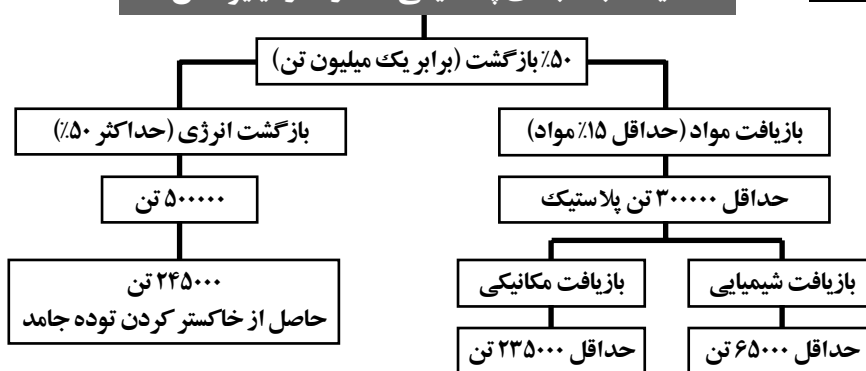 ۵۰٪ بازگشت (برابر یک میلیون تن)
بازیافت مواد (حداقل ۱۵٪ مواد)
بازگشت انرژی (حداکثر ۵۰٪)
حداقل ۳۰۰۰۰۰ تن پلاستیک
۵۰۰۰۰۰ تن
بازیافت شیمیایی
بازیافت مکانیکی
۲۴۵۰۰۰ تن
حاصل از خاکستر کردن توده جامد
حداقل ۶۵۰۰۰ تن
حداقل ۲۳۵۰۰۰ تن